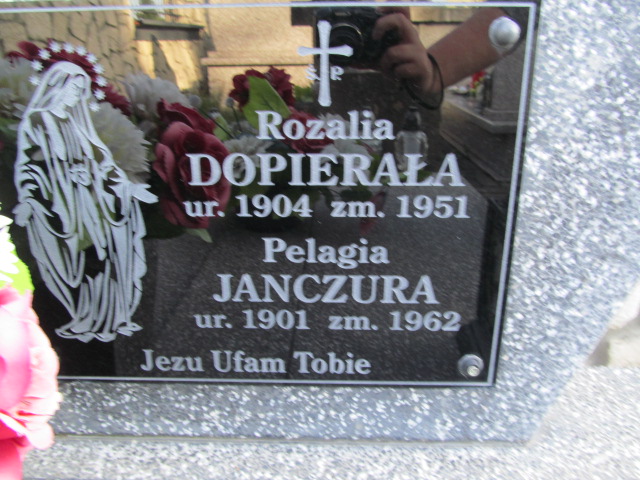 Ś. P.
Rozalia
DOPIERAŁA
ur. 1904 zm. 1951
Pelagia
JANCZURA
ur. 1901 zm. 1962
Jezu Ufam Tobie